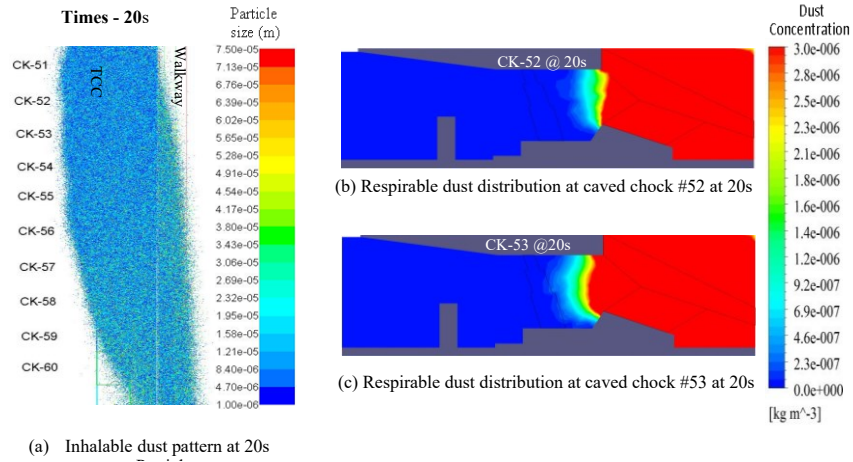 Times - 20s
Particle
size (m)
7.50e-05
7.13e-05
6.76e-05
6.39e-05
6.02e-05
5.65e-05
5.28e-05
4.91e-05
4.54e-05
4.17e-05
3.80e-05
3.43e-05
3.06e-05
2.69e-05
2.32e-05
1.95e-05
1.58e-05
1.21e-05
8.40e-06
4.70e-06
1.00e-06
CK-51
CK-52
CK-53
CK-54
CK-55
CK-56
CK-57
CK-58
CK-59
CK-60
TCC
Walkway
(a) Inhalable dust pattern at 20s
CK-52 @ 20s
(b) Respirable dust distribution at caved chock #52 at 20s
CK-53 @20s
(c) Respirable dust distribution at caved chock #53 at 20s
Dust
Concentration
3.0e-006
2.8e-006
2.6e-006
2.3e-006
2.1e-006
1.8e-006
1.6e-006
1.4e-006
1.2e-006
9.2e-007
6.9e-007
4.6e-007
2.3e-007
0.0e+000
[kg m^-3]